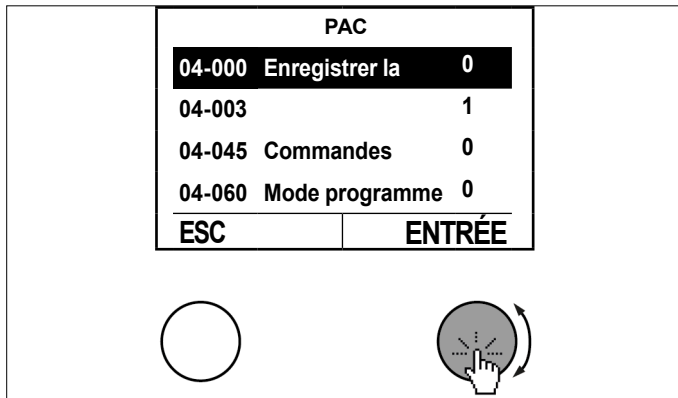 PAC
04-000 Enregistrer la 0
04-003 1
04-045 Commandes 0
04-060 Mode programme 0
ESC ENTRÉE